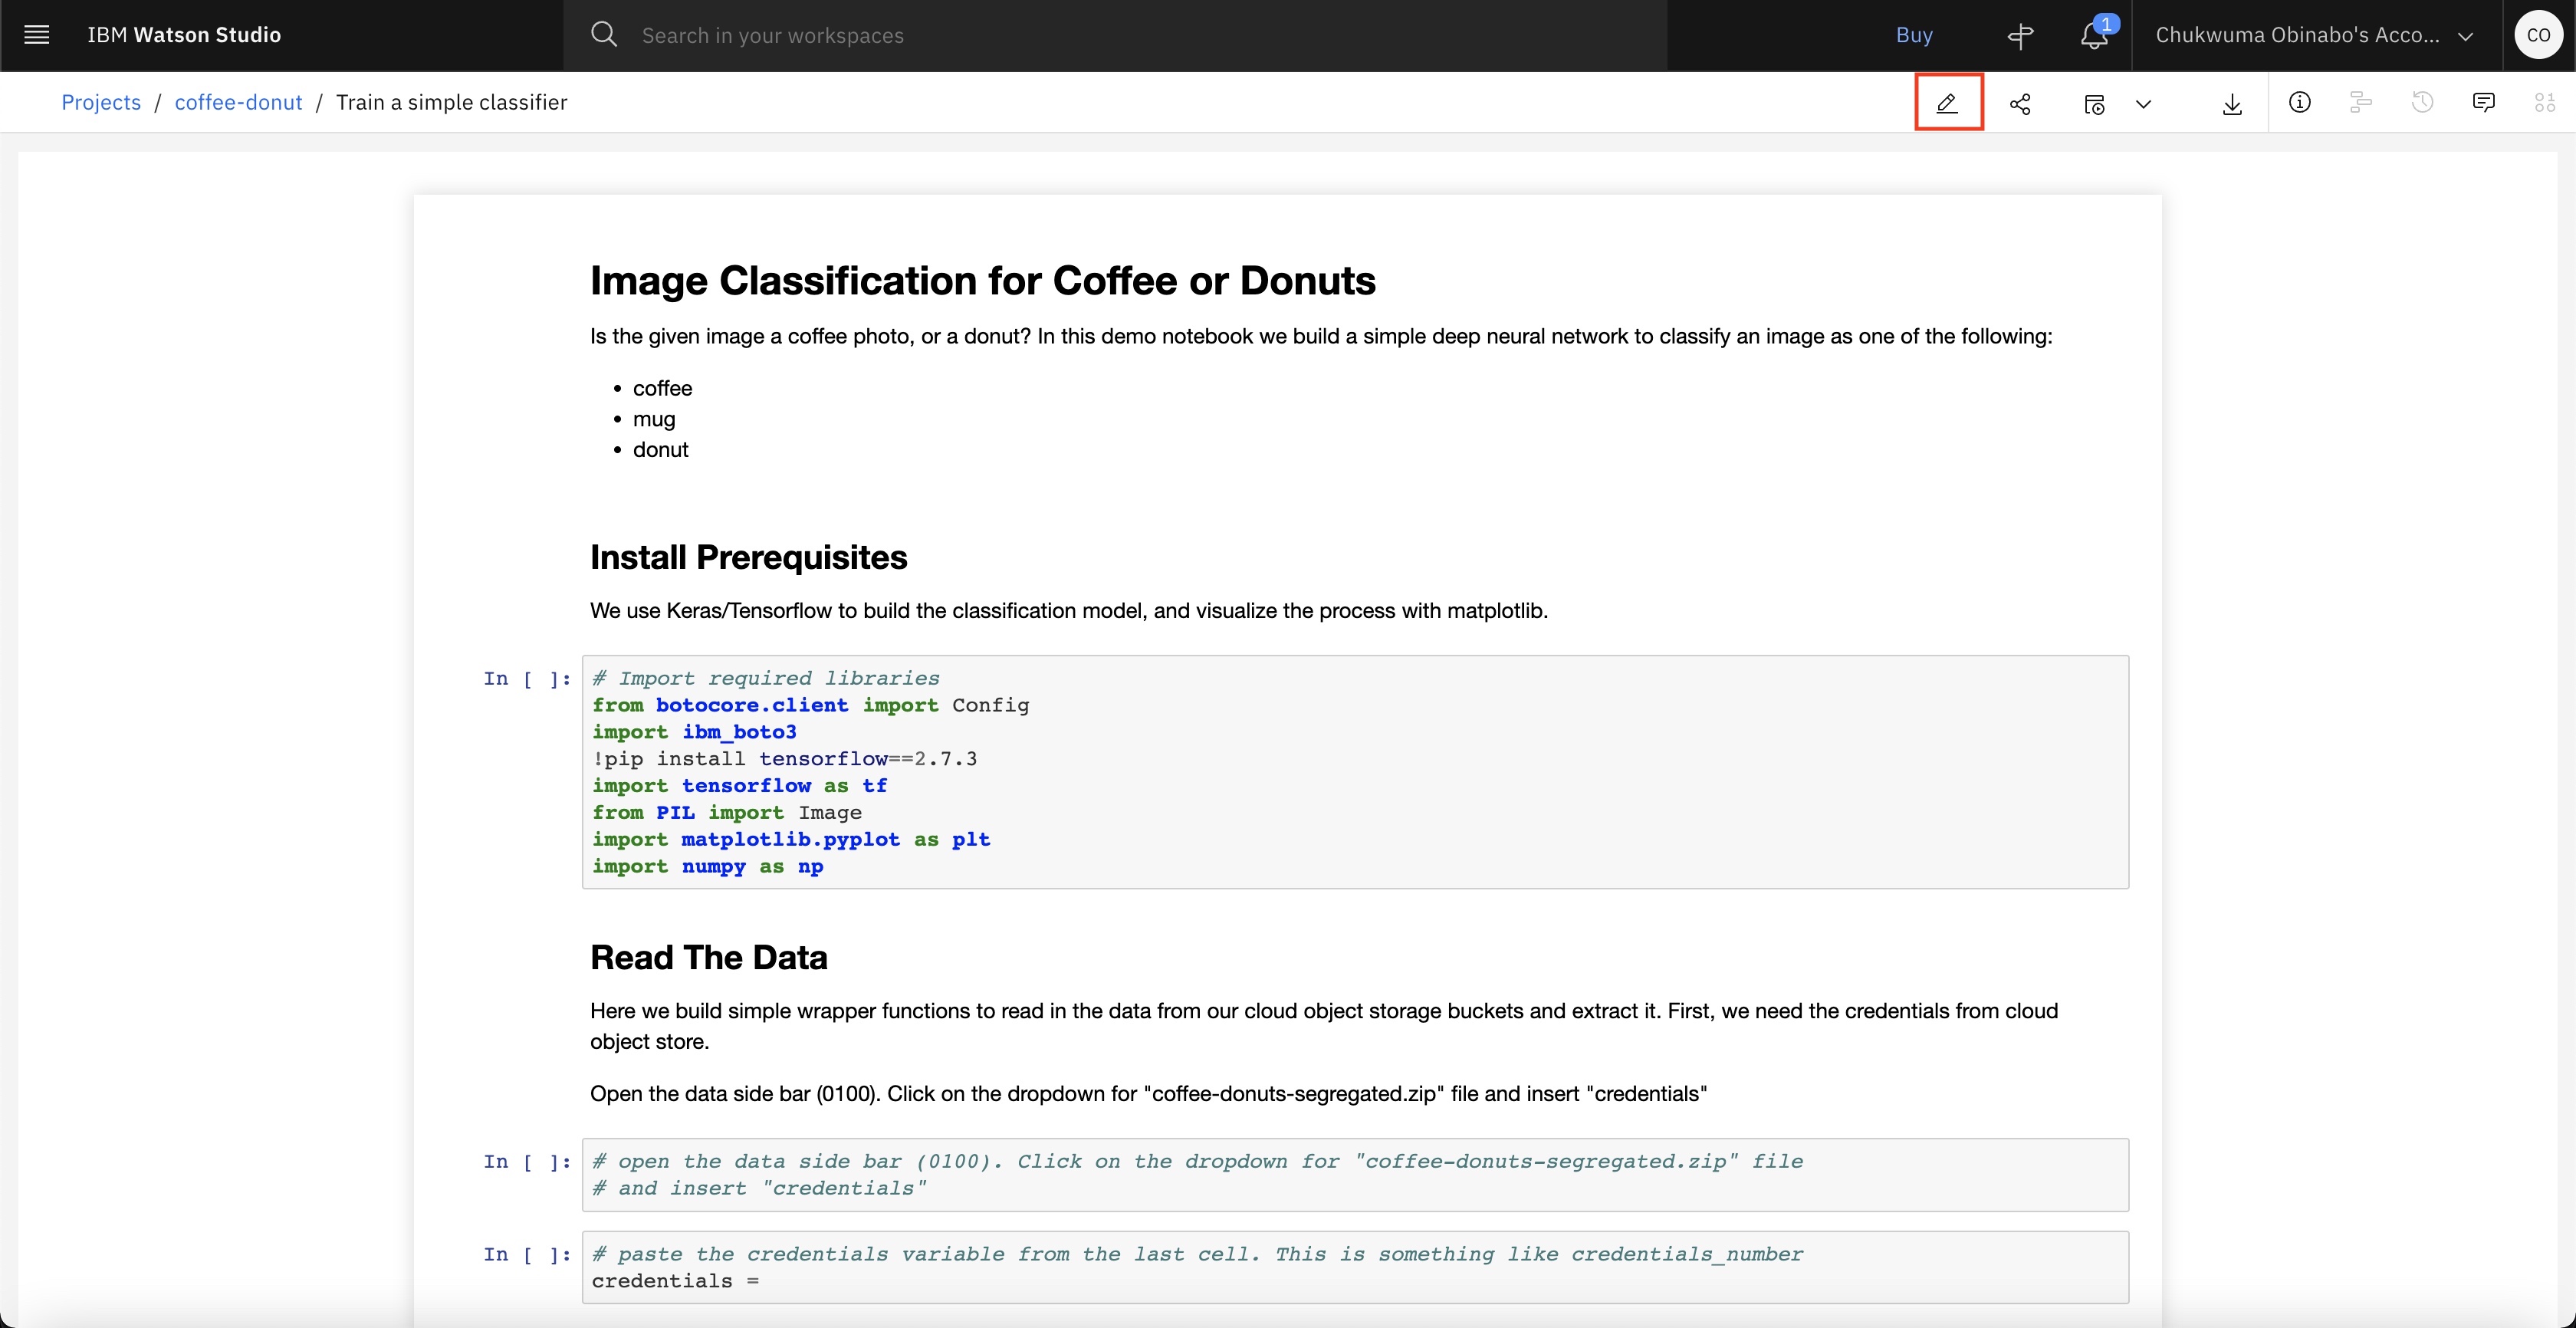 IBM Watson Studio
Search in your workspaces
Buy
1
Chukwuma Obinabo's Acco...
CO
Projects / coffee-donut / Train a simple classifier
Image Classification for Coffee or Donuts
Is the given image a coffee photo, or a donut? In this demo notebook we build a simple deep neural network to classify an image as one of the following:
• coffee
• mug
• donut
Install Prerequisites
We use Keras/Tensorflow to build the classification model, and visualize the process with matplotlib.
In [ ]:
# Import required libraries
from botocore.client import Config
import ibm_boto3
!pip install tensorflow==2.7.3
import tensorflow as tf
from PIL import Image
import matplotlib.pyplot as plt
import numpy as np
Read The Data
Here we build simple wrapper functions to read in the data from our cloud object storage buckets and extract it. First, we need the credentials from cloud
object store.
Open the data side bar (0100). Click on the dropdown for "coffee-donuts-segregated.zip" file and insert "credentials"
In [ ]:
# open the data side bar (0100). Click on the dropdown for "coffee-donuts-segregated.zip" file
# and insert "credentials"
In [ ]:
# paste the credentials variable from the last cell. This is something like credentials_number
credentials =